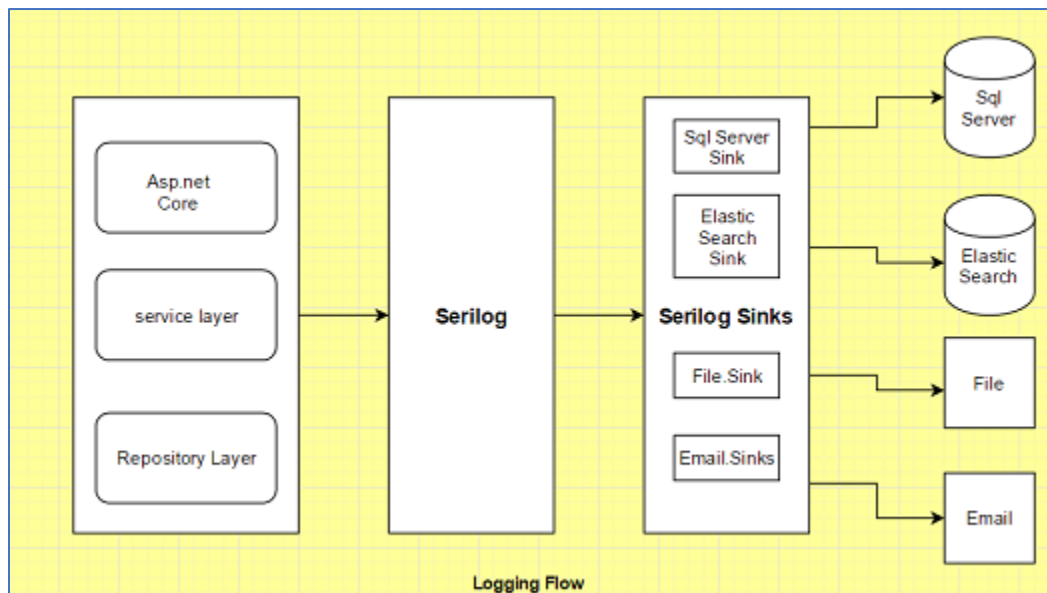 Asp.net
Core
service layer
Repository Layer
Serilog
Sql Server
Sink
Elastic
Search
Sink
Serilog Sinks
File.Sink
Email.Sinks
Sql
Server
Elastic
Search
File
Email
Logging Flow